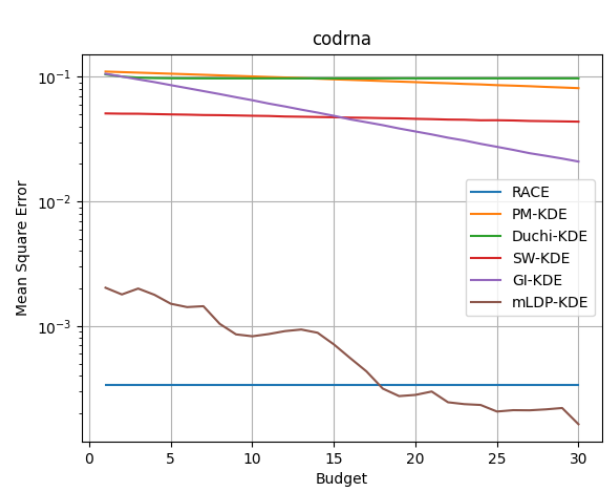 codrna
Mean Square Error
10⁻¹
10⁻²
10⁻³
RACE
PM-KDE
Duchi-KDE
SW-KDE
GI-KDE
mLDP-KDE
0 5 10 15 20 25 30
Budget